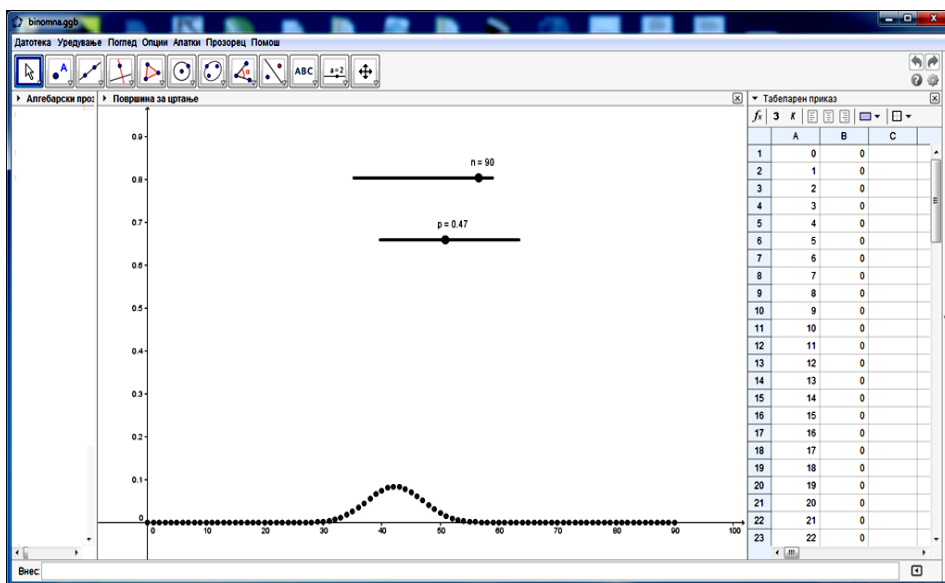 binomna.ggb
Датотека Уредување Поглед Опции Алатки Прозорец Помош
A α ABC a=2
Алгебарски проз
Површина за цртање
Табеларен приказ
fx 3 K
A B C
1 0 0
2 1 0
3 2 0
4 3 0
5 4 0
6 5 0
7 6 0
8 7 0
9 8 0
10 9 0
11 10 0
12 11 0
13 12 0
14 13 0
15 14 0
16 15 0
17 16 0
18 17 0
19 18 0
20 19 0
21 20 0
22 21 0
23 22 0
n = 90
p = 0.47
0.9
0.8
0.7
0.6
0.5
0.4
0.3
0.2
0.1
0
0 10 20 30 40 50 60 70 80 90 100
Внес: